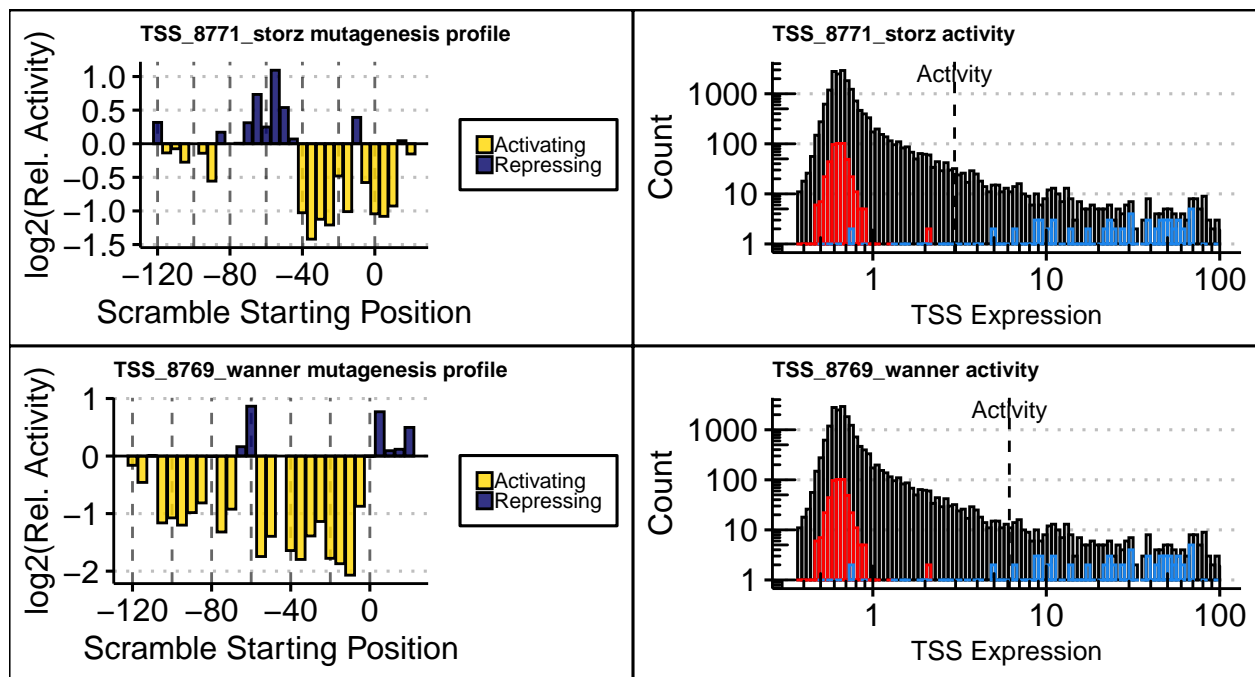 TSS_8771_storz mutagenesis profile
log2(Rel. Activity)
1.0
0.5
0.0
−0.5
−1.0
−1.5
−120 −80 −40 0
Scramble Starting Position
Activating
Repressing
TSS_8771_storz activity
Activity
Count
1000
100
10
1
1 10 100
TSS Expression
TSS_8769_wanner mutagenesis profile
log2(Rel. Activity)
1
0
−1
−2
−120 −80 −40 0
Scramble Starting Position
Activating
Repressing
TSS_8769_wanner activity
Activity
Count
1000
100
10
1
1 10 100
TSS Expression